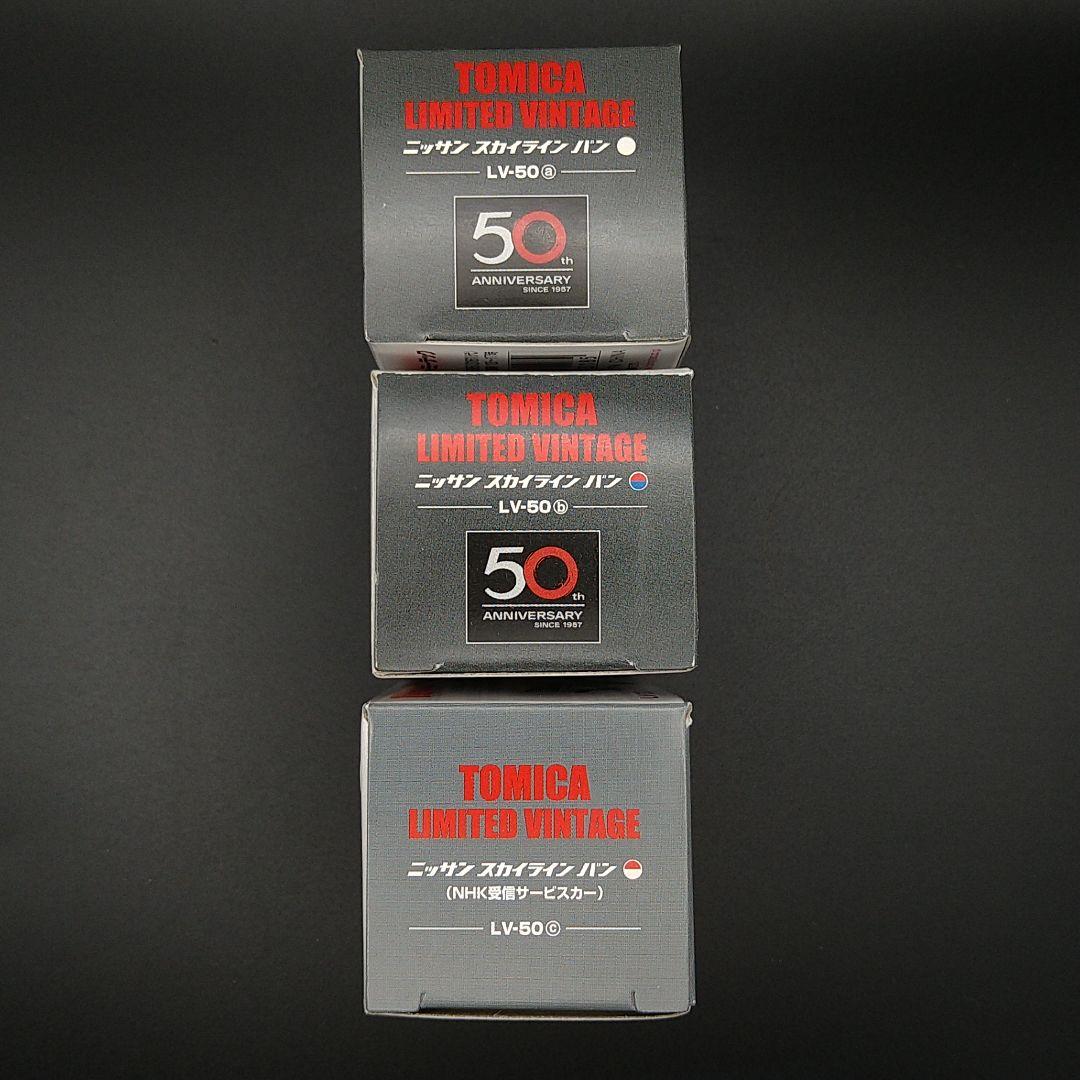 TOMICA
LIMITED VINTAGE
ニッサン スカイライン バン
LV-50ⓐ
50th
ANNIVERSARY
SINCE 1957
TOMICA
LIMITED VINTAGE
ニッサン スカイライン バン
LV-50ⓑ
50th
ANNIVERSARY
SINCE 1957
TOMICA
LIMITED VINTAGE
ニッサン スカイライン バン
(NHK受信サービスカー)
LV-50ⓒ